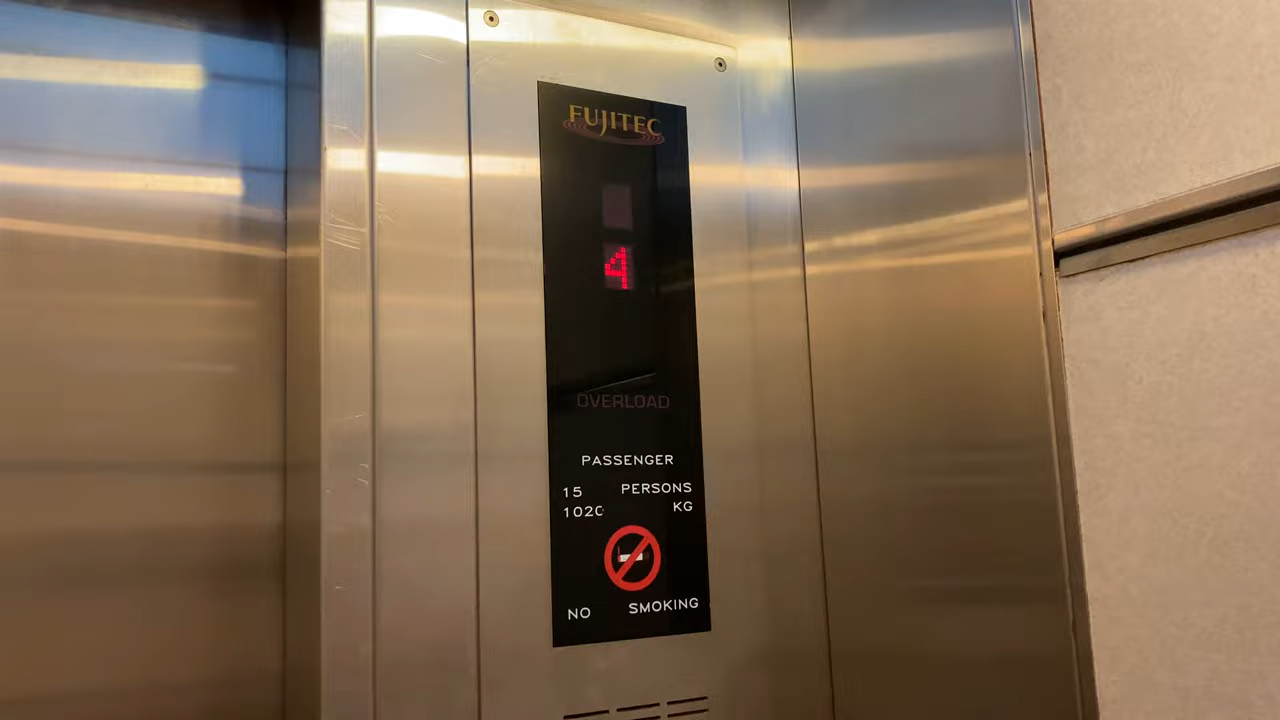 FUJITEC
4
OVERLOAD
PASSENGER
15 PERSONS
1020 KG
NO SMOKING